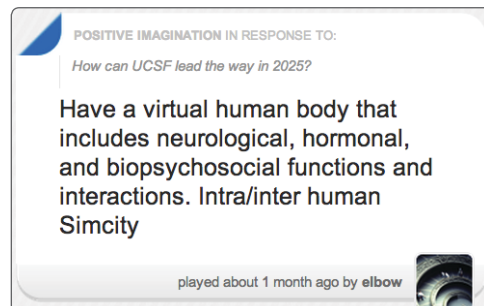 POSITIVE IMAGINATION IN RESPONSE TO:
How can UCSF lead the way in 2025?
Have a virtual human body that
includes neurological, hormonal,
and biopsychosocial functions and
interactions. Intra/inter human
Simcity
played about 1 month ago by elbow